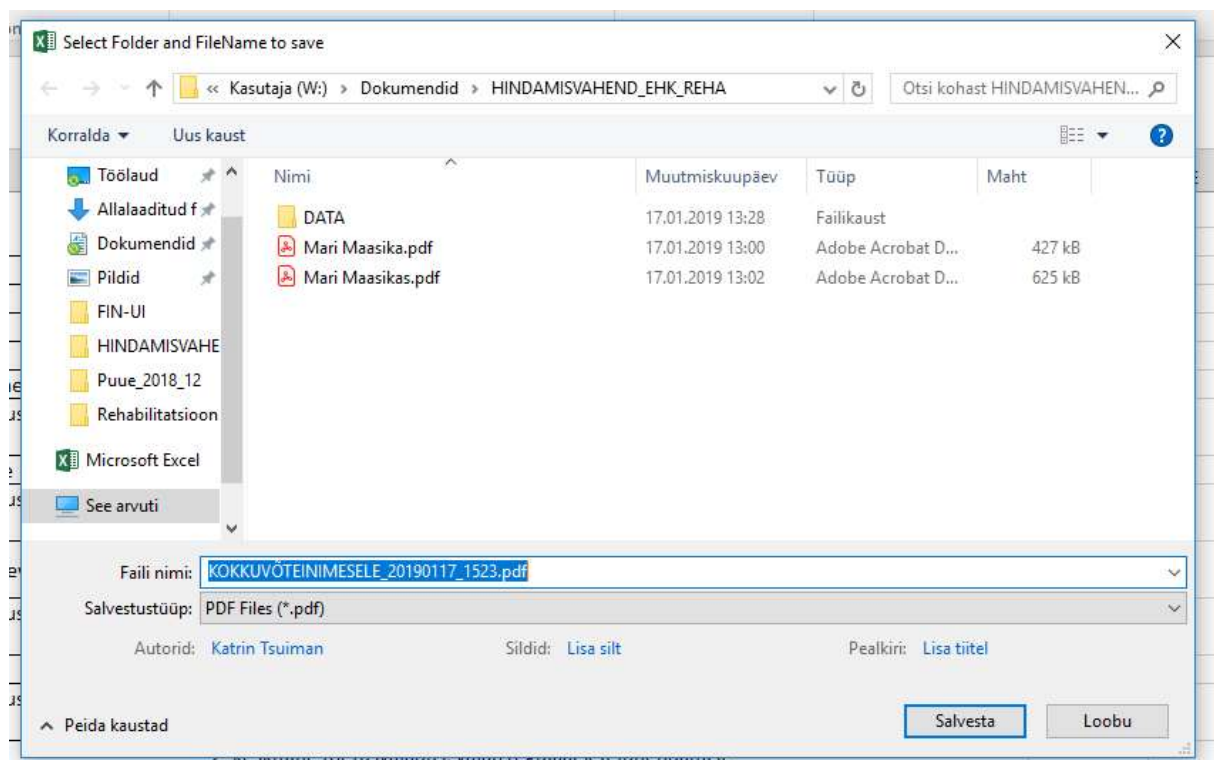 Select Folder and FileName to save
« Kasutaja (W:) › Dokumendid › HINDAMISVAHEND_EHK_REHA
Otsi kohast HINDAMISVAHEN...
Korralda
Uus kaust
Töölaud
Allalaaditud f
Dokumendid
Pildid
FIN-UI
HINDAMISVAHE
Puue_2018_12
Rehabilitatsioon
Microsoft Excel
See arvuti
Nimi Muutmiskuupäev Tüüp Maht
DATA 17.01.2019 13:28 Failikaust
Mari Maasika.pdf 17.01.2019 13:00 Adobe Acrobat D... 427 kB
Mari Maasikas.pdf 17.01.2019 13:02 Adobe Acrobat D... 625 kB
Faili nimi: KOKKUVÕTEINIMESELE_20190117_1523.pdf
Salvestustüüp: PDF Files (*.pdf)
Autorid: Katrin Tsuiman Sildid: Lisa silt Pealkiri: Lisa tiitel
Peida kaustad
Salvesta
Loobu